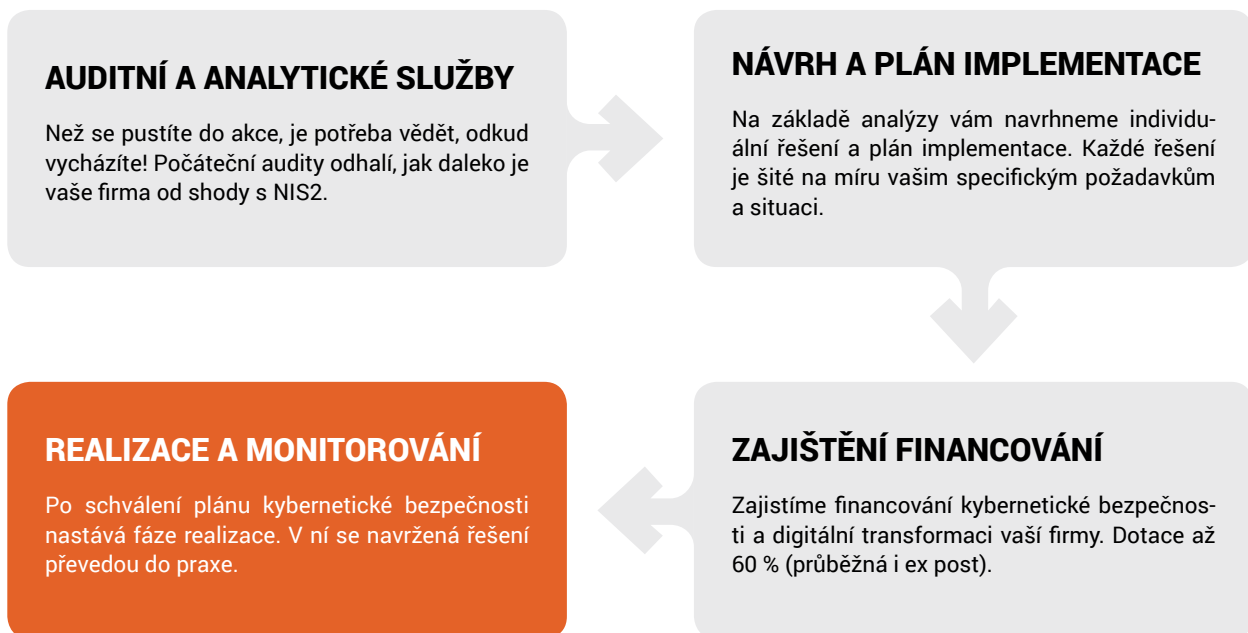 AUDITNÍ A ANALYTICKÉ SLUŽBY
Než se pustíte do akce, je potřeba vědět, odkud
vycházíte! Počáteční audity odhalí, jak daleko je
vaše firma od shody s NIS2.
NÁVRH A PLÁN IMPLEMENTACE
Na základě analýzy vám navrhneme individu-
ální řešení a plán implementace. Každé řešení
je šité na míru vašim specifickým požadavkům
a situaci.
ZAJIŠTĚNÍ FINANCOVÁNÍ
Zajistíme financování kybernetické bezpečnos-
ti a digitální transformaci vaší firmy. Dotace až
60 % (průběžná i ex post).
REALIZACE A MONITOROVÁNÍ
Po schválení plánu kybernetické bezpečnosti
nastává fáze realizace. V ní se navržená řešení
převedou do praxe.